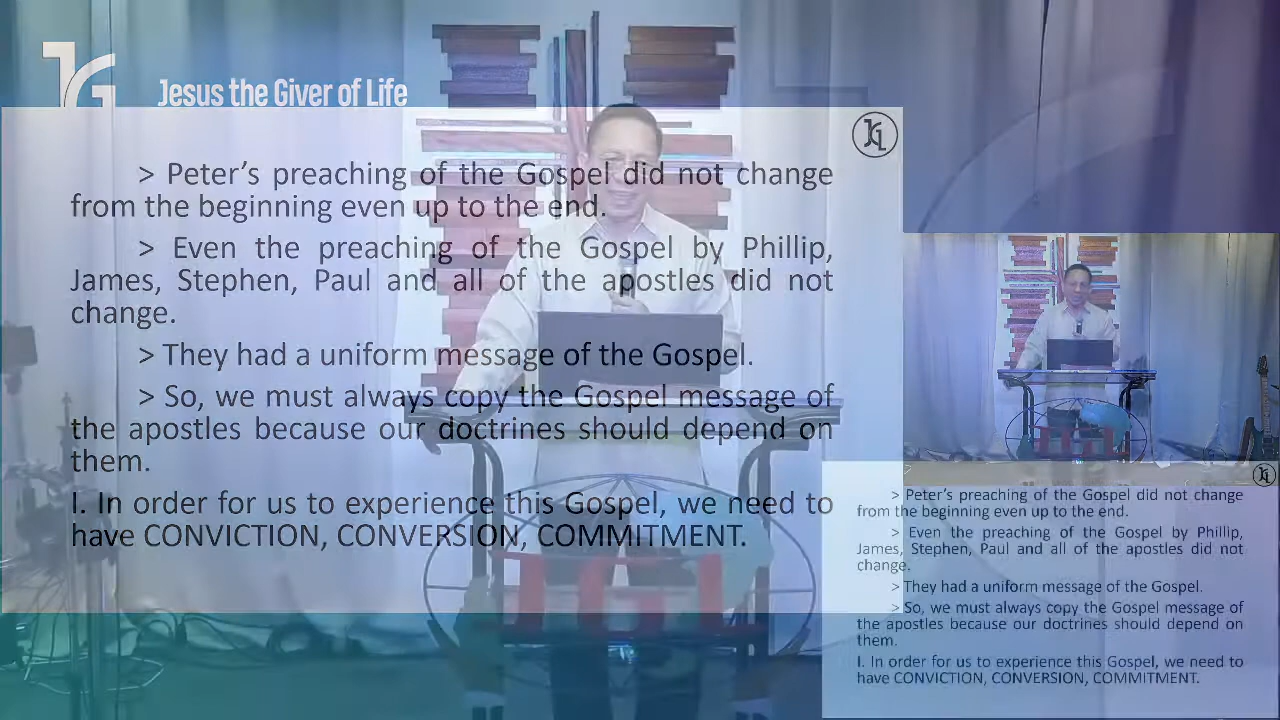 Jesus the Giver of Life
> Peter's preaching of the Gospel did not change
from the beginning even up to the end.
> Even the preaching of the Gospel by Phillip,
James, Stephen, Paul and all of the apostles did not
change.
> They had a uniform message of the Gospel.
> So, we must always copy the Gospel message of
the apostles because our doctrines should depend on
them.
I. In order for us to experience this Gospel, we need to
have CONVICTION, CONVERSION, COMMITMENT.
> Peter's preaching of the Gospel did not change
from the beginning even up to the end.
> Even the preaching of the Gospel by Phillip,
James, Stephen, Paul and all of the apostles did not
change.
> They had a uniform message of the Gospel.
> So, we must always copy the Gospel message of
the apostles because our doctrines should depend on
them.
I. In order for us to experience this Gospel, we need to
have CONVICTION, CONVERSION, COMMITMENT.